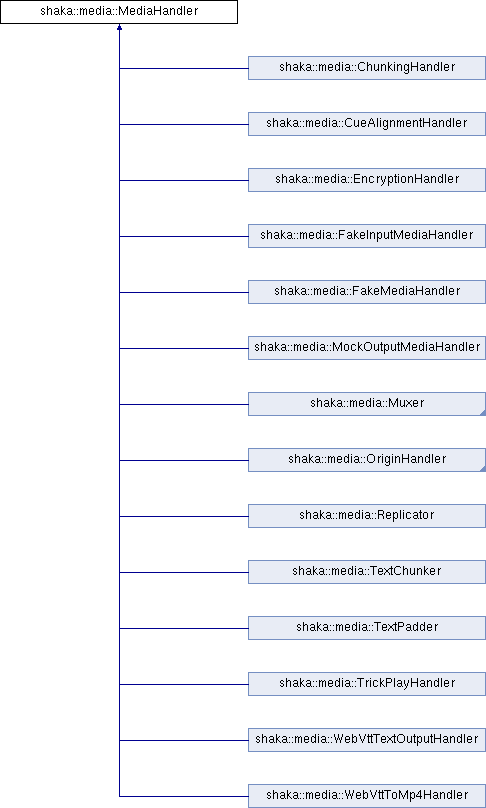 shaka::media::MediaHandler
shaka::media::ChunkingHandler
shaka::media::CueAlignmentHandler
shaka::media::EncryptionHandler
shaka::media::FakeInputMediaHandler
shaka::media::FakeMediaHandler
shaka::media::MockOutputMediaHandler
shaka::media::Muxer
shaka::media::OriginHandler
shaka::media::Replicator
shaka::media::TextChunker
shaka::media::TextPadder
shaka::media::TrickPlayHandler
shaka::media::WebVttTextOutputHandler
shaka::media::WebVttToMp4Handler